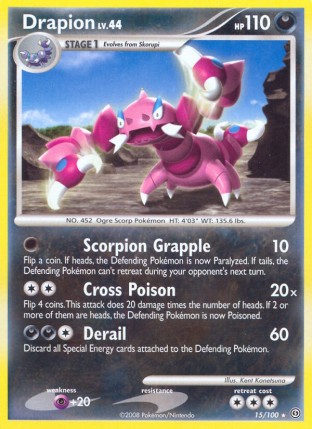 Drapion LV.44 HP 110
STAGE 1 Evolves from Skorupi
NO. 452 Ogre Scorp Pokémon HT: 4'03" WT: 135.6 lbs.
Scorpion Grapple 10
Flip a coin. If heads, the Defending Pokémon is now Paralyzed. If tails, the
Defending Pokémon can't retreat during your opponent's next turn.
Cross Poison 20x
Flip 4 coins. This attack does 20 damage times the number of heads. If 2 or
more of them are heads, the Defending Pokémon is now Poisoned.
Derail 60
Discard all Special Energy cards attached to the Defending Pokémon.
Illus. Kent Kanetsuna
weakness resistance retreat cost
+20
©2008 Pokémon/Nintendo 15/100